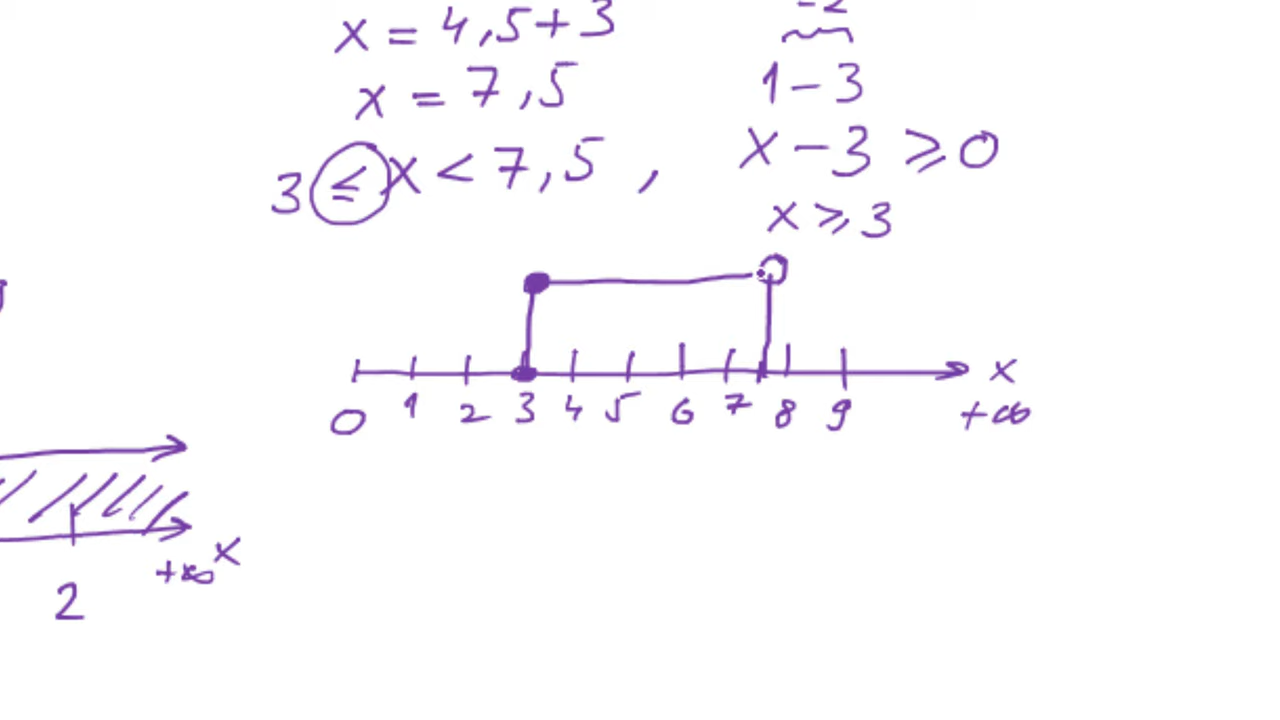 x = 4,5+3
-2
x = 7,5
1-3
3 ≤ x < 7,5 ,
x-3 ≥ 0
x ≥ 3
x
0 1 2 3 4 5 6 7 8 9 +∞
x
+∞
2